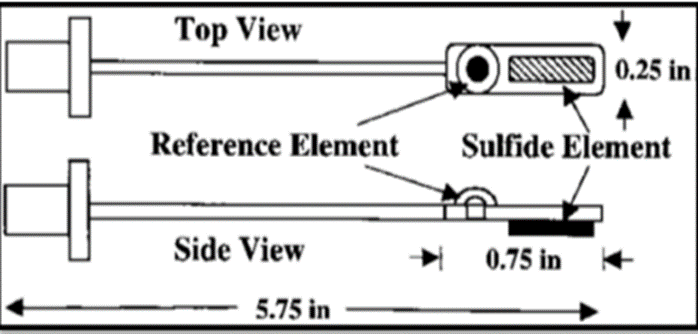 Top View
0.25 in
Reference Element
Sulfide Element
Side View
0.75 in
5.75 in